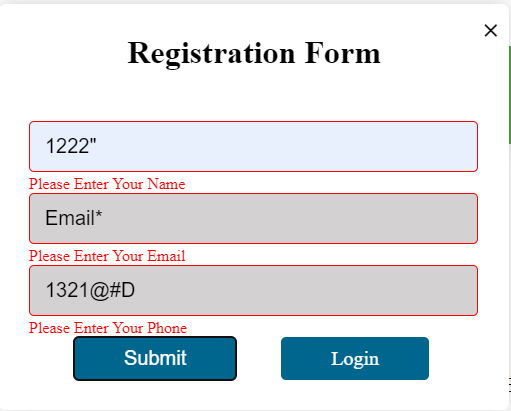 Registration Form
1222"
Please Enter Your Name
Email*
Please Enter Your Email
1321@#D
Please Enter Your Phone
Submit Login